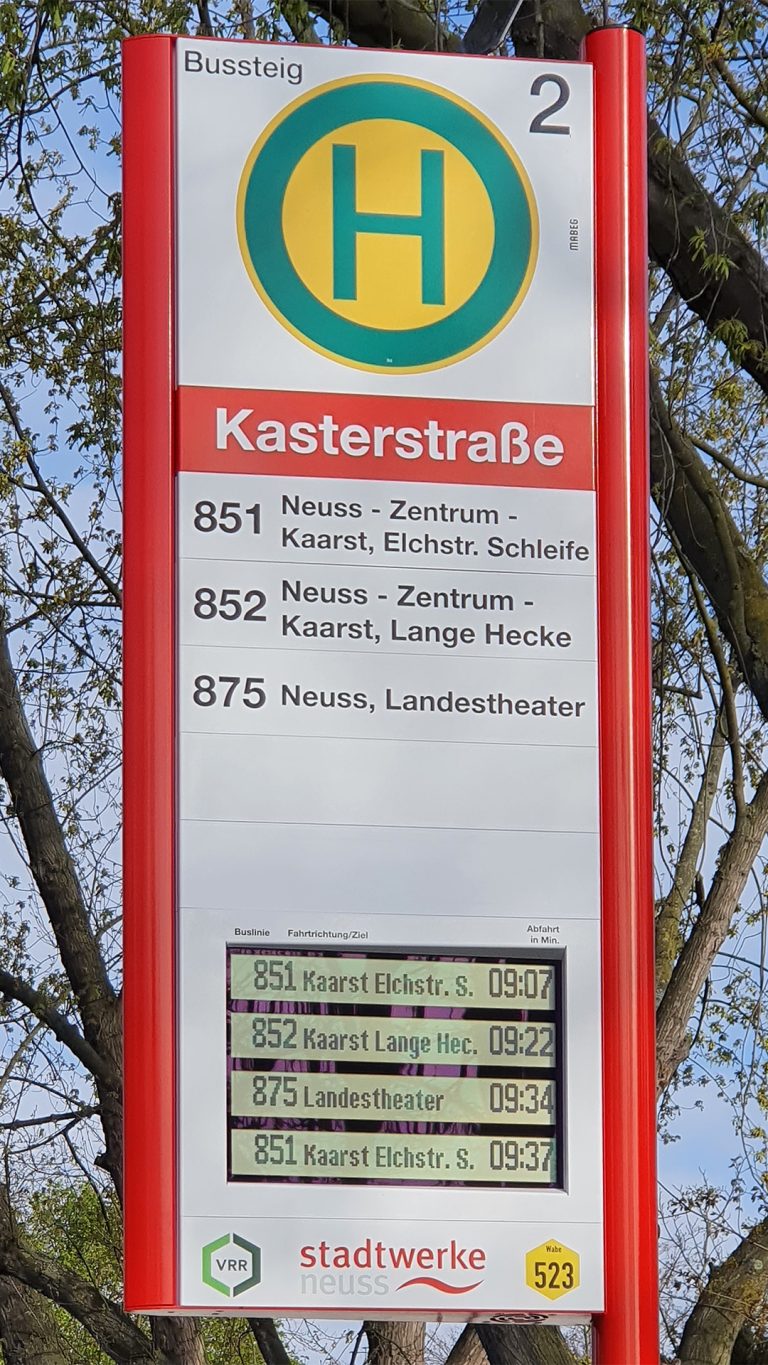 Bussteig
2
H
MABEG
Kasterstraße
851 Neuss - Zentrum -
Kaarst, Elchstr. Schleife
852 Neuss - Zentrum -
Kaarst, Lange Hecke
875 Neuss, Landestheater
Buslinie Fahrtrichtung/Ziel Abfahrt
in Min.
851 Kaarst Elchstr. S. 09:07
852 Kaarst Lange Hec. 09:22
875 Landestheater 09:34
851 Kaarst Elchstr. S. 09:37
VRR
stadtwerke
neuss
Wabe
523